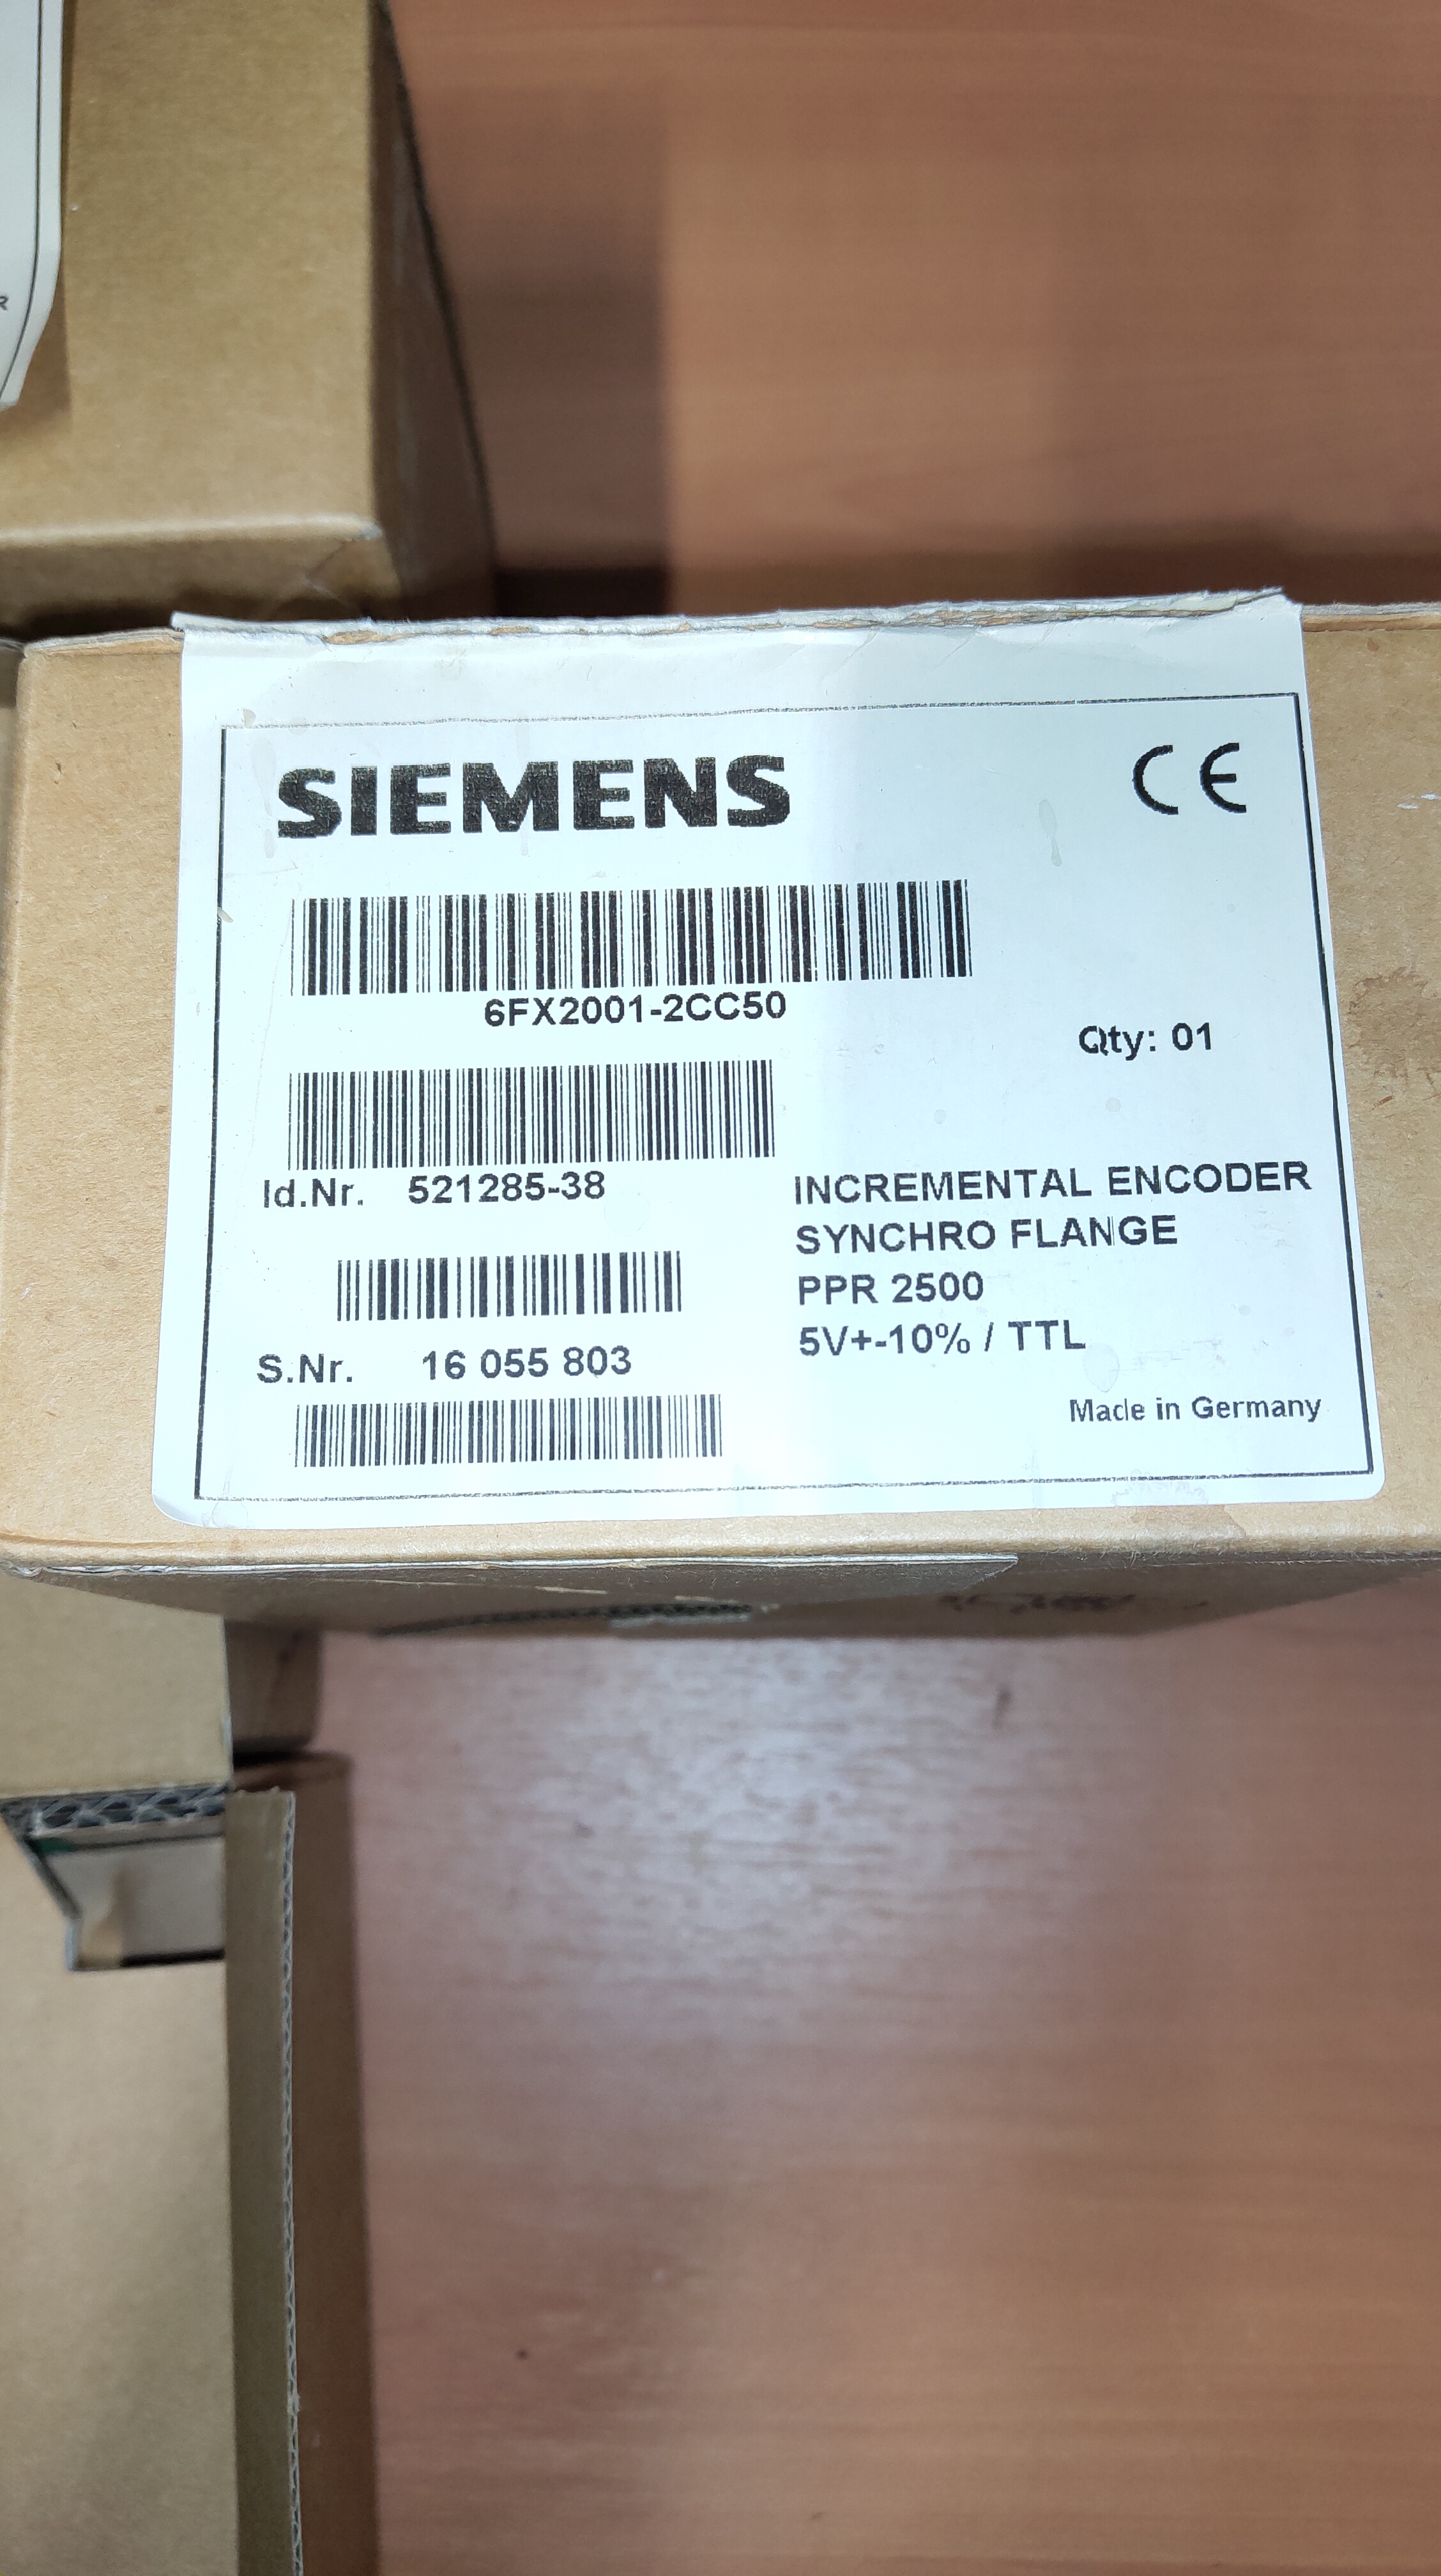 SIEMENS
CE
6FX2001-2CC50
Qty: 01
Id.Nr. 521285-38
INCREMENTAL ENCODER
SYNCHRO FLANGE
PPR 2500
5V+-10% / TTL
S.Nr. 16 055 803
Made in Germany
R